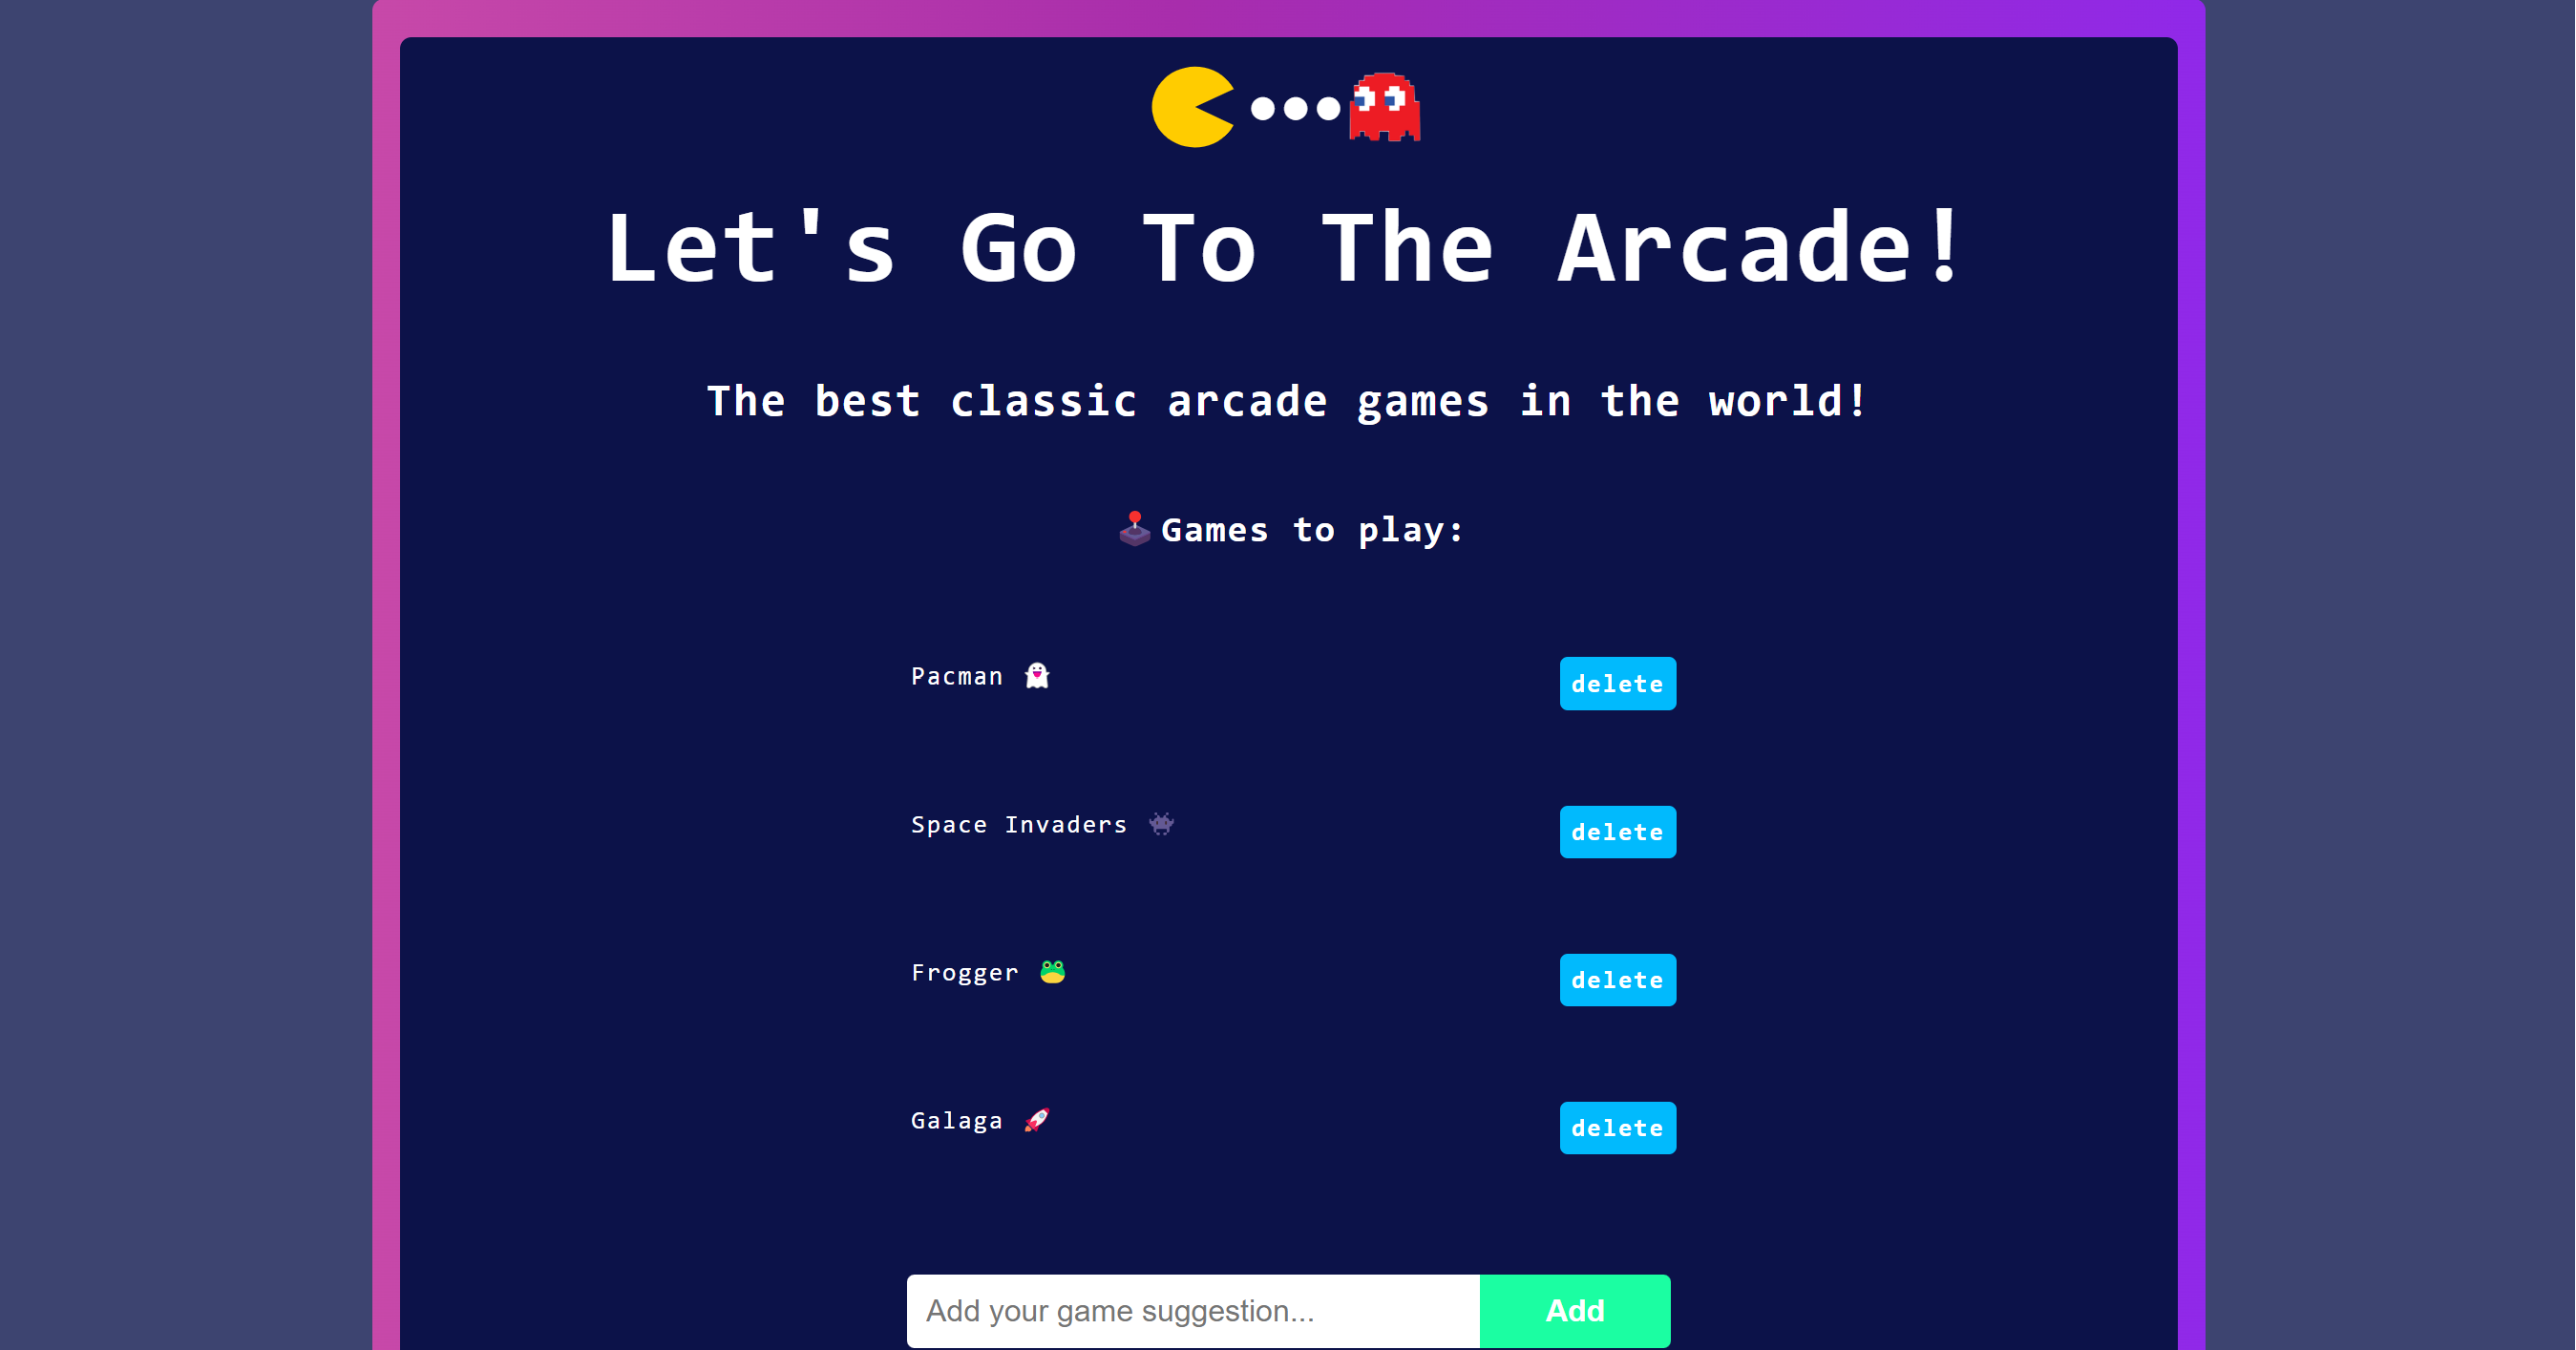 Let's Go To The Arcade!
The best classic arcade games in the world!
🕹️Games to play:
Pacman 👻 delete
Space Invaders 👾 delete
Frogger 🐸 delete
Galaga 🚀 delete
Add your game suggestion... Add